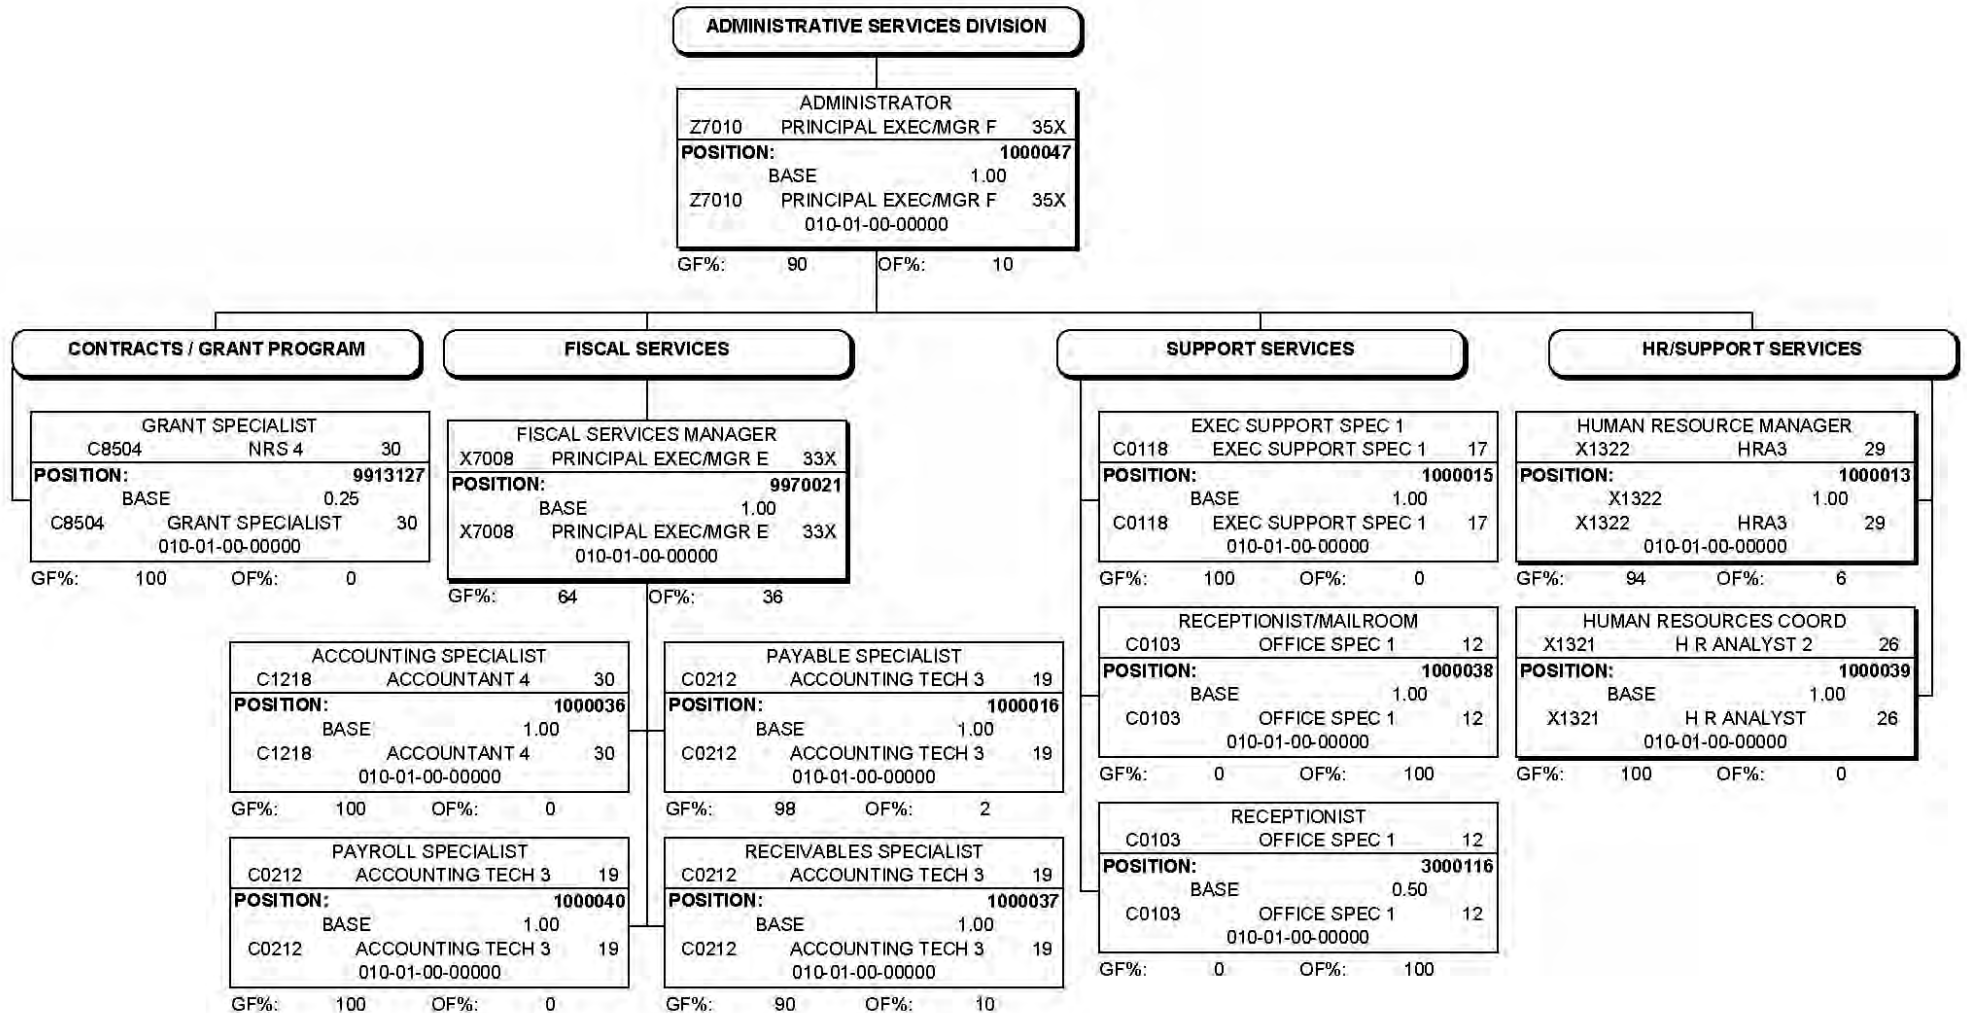 ADMINISTRATIVE SERVICES DIVISION
ADMINISTRATOR
Z7010 PRINCIPAL EXEC/MGR F 35X
POSITION: 1000047
BASE 1.00
Z7010 PRINCIPAL EXEC/MGR F 35X
010-01-00-00000
GF%: 90 OF%: 10
CONTRACTS / GRANT PROGRAM
GRANT SPECIALIST
C8504 NRS 4 30
POSITION: 9913127
BASE 0.25
C8504 GRANT SPECIALIST 30
010-01-00-00000
GF%: 100 OF%: 0
FISCAL SERVICES
FISCAL SERVICES MANAGER
X7008 PRINCIPAL EXEC/MGR E 33X
POSITION: 9970021
BASE 1.00
X7008 PRINCIPAL EXEC/MGR E 33X
010-01-00-00000
GF%: 64 OF%: 36
ACCOUNTING SPECIALIST
C1218 ACCOUNTANT 4 30
POSITION: 1000036
BASE 1.00
C1218 ACCOUNTANT 4 30
010-01-00-00000
GF%: 100 OF%: 0
PAYABLE SPECIALIST
C0212 ACCOUNTING TECH 3 19
POSITION: 1000016
BASE 1.00
C0212 ACCOUNTING TECH 3 19
010-01-00-00000
GF%: 98 OF%: 2
PAYROLL SPECIALIST
C0212 ACCOUNTING TECH 3 19
POSITION: 1000040
BASE 1.00
C0212 ACCOUNTING TECH 3 19
010-01-00-00000
GF%: 100 OF%: 0
RECEIVABLES SPECIALIST
C0212 ACCOUNTING TECH 3 19
POSITION: 1000037
BASE 1.00
C0212 ACCOUNTING TECH 3 19
010-01-00-00000
GF%: 90 OF%: 10
SUPPORT SERVICES
EXEC SUPPORT SPEC 1
C0118 EXEC SUPPORT SPEC 1 17
POSITION: 1000015
BASE 1.00
C0118 EXEC SUPPORT SPEC 1 17
010-01-00-00000
GF%: 100 OF%: 0
RECEPTIONIST/MAILROOM
C0103 OFFICE SPEC 1 12
POSITION: 1000038
BASE 1.00
C0103 OFFICE SPEC 1 12
010-01-00-00000
GF%: 0 OF%: 100
RECEPTIONIST
C0103 OFFICE SPEC 1 12
POSITION: 3000116
BASE 0.50
C0103 OFFICE SPEC 1 12
010-01-00-00000
GF%: 0 OF%: 100
HR/SUPPORT SERVICES
HUMAN RESOURCE MANAGER
X1322 HRA3 29
POSITION: 1000013
X1322 1.00
X1322 HRA3 29
010-01-00-00000
GF%: 94 OF%: 6
HUMAN RESOURCES COORD
X1321 H R ANALYST 2 26
POSITION: 1000039
BASE 1.00
X1321 H R ANALYST 26
010-01-00-00000
GF%: 100 OF%: 0